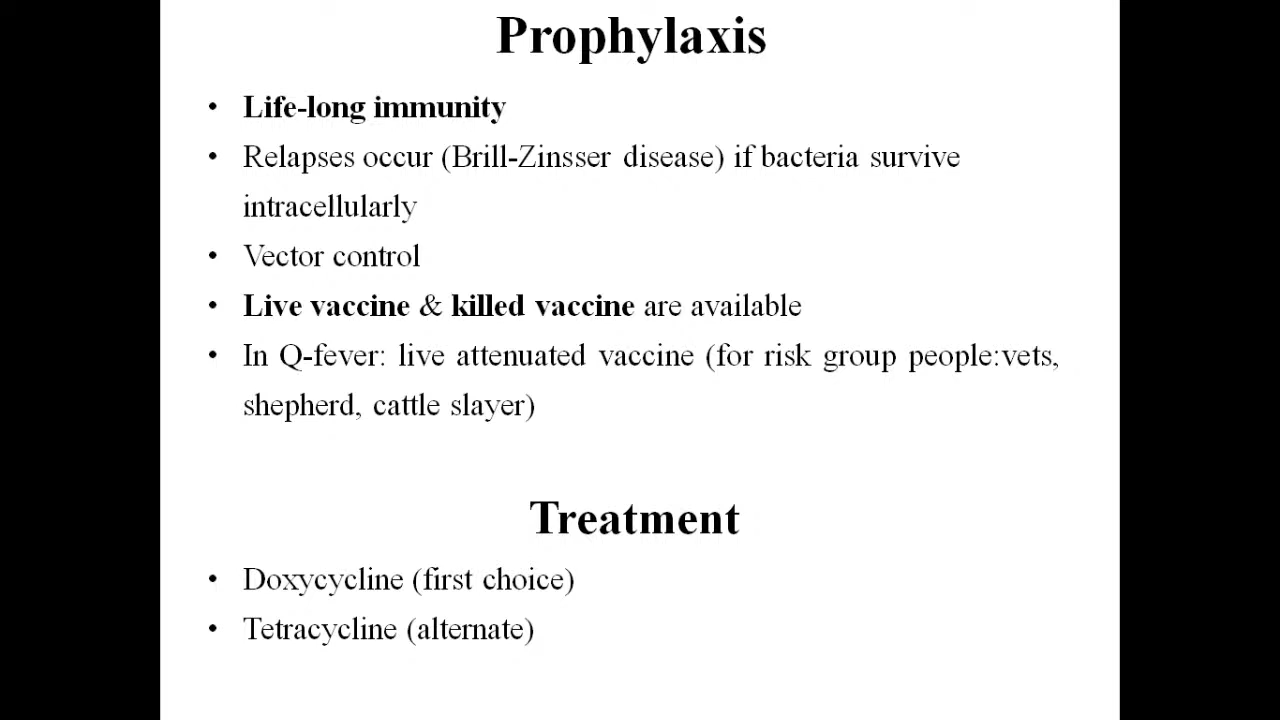 Prophylaxis
• Life-long immunity
• Relapses occur (Brill-Zinsser disease) if bacteria survive
intracellularly
• Vector control
• Live vaccine & killed vaccine are available
• In Q-fever: live attenuated vaccine (for risk group people:vets,
shepherd, cattle slayer)
Treatment
• Doxycycline (first choice)
• Tetracycline (alternate)